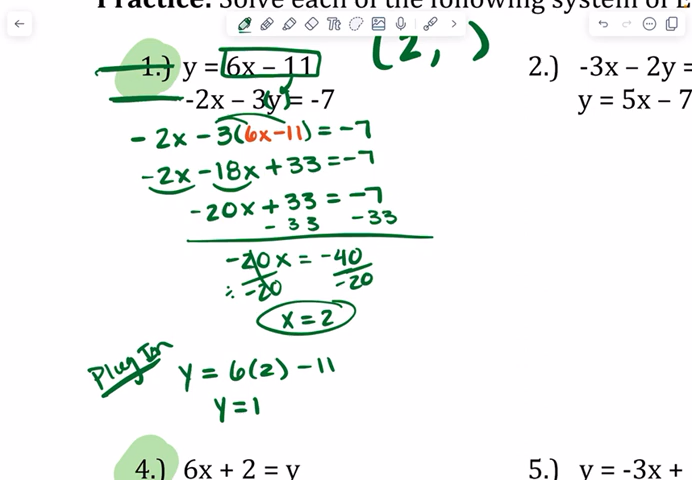 Practice: Solve each of the following system of E
1.) y = 6x – 11
-2x – 3(y) = -7
(2, )
- 2x - 3(6x-11) = -7
-2x - 18x + 33 = -7
-20x + 33 = -7
- 33 -33
-20x = -40
÷ -20 -20
x = 2
Plug In
y = 6(2) - 11
y = 1
2.) -3x – 2y =
y = 5x – 7
4.) 6x + 2 = y
5.) y = -3x +